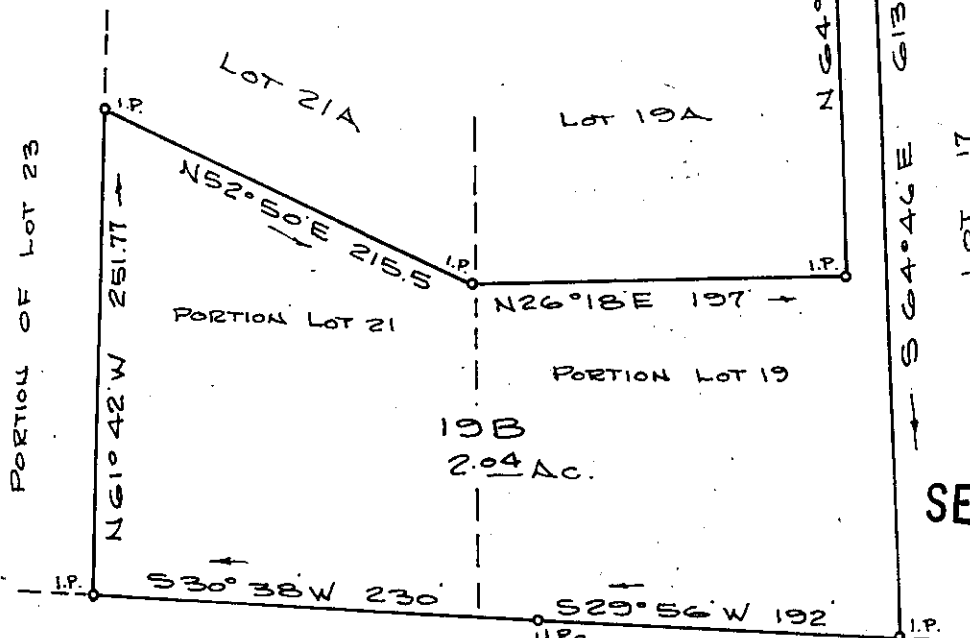 LOT 21A
LOT 19A
N 64°
S 64°46'E 613
LOT 17
PORTION OF LOT 23
I.P.
N52°50'E 215.5
I.P.
I.P.
N26°18'E 197'
N61°42'W 251.77
PORTION LOT 21
PORTION LOT 19
19B
2.04 Ac.
SE
I.P.
S30°38'W 230'
S29°56'W 192'
I.P.